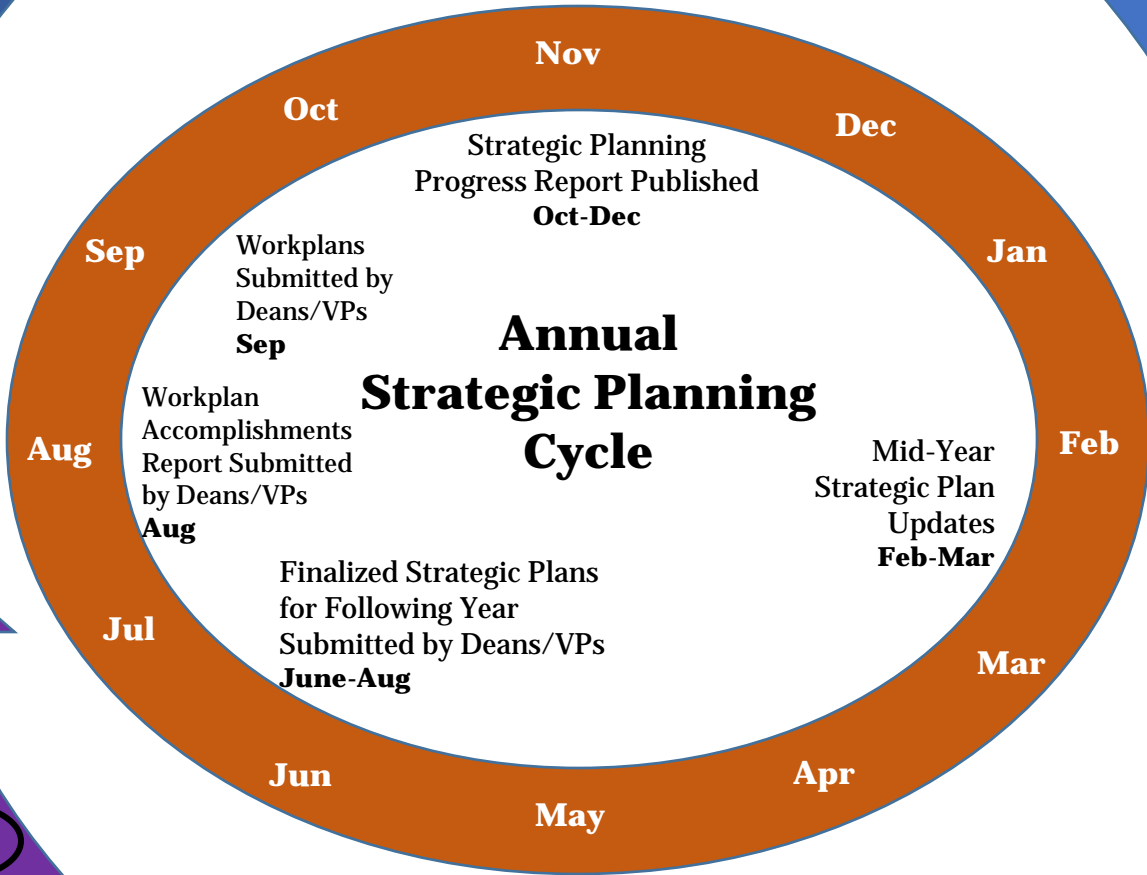 Nov
Oct
Dec
Strategic Planning
Progress Report Published
Oct-Dec
Sep
Jan
Workplans
Submitted by
Deans/VPs
Sep
Annual
Strategic Planning
Cycle
Workplan
Accomplishments
Report Submitted
by Deans/VPs
Aug
Aug
Feb
Mid-Year
Strategic Plan
Updates
Feb-Mar
Finalized Strategic Plans
for Following Year
Submitted by Deans/VPs
June-Aug
Jul
Mar
Jun
Apr
May